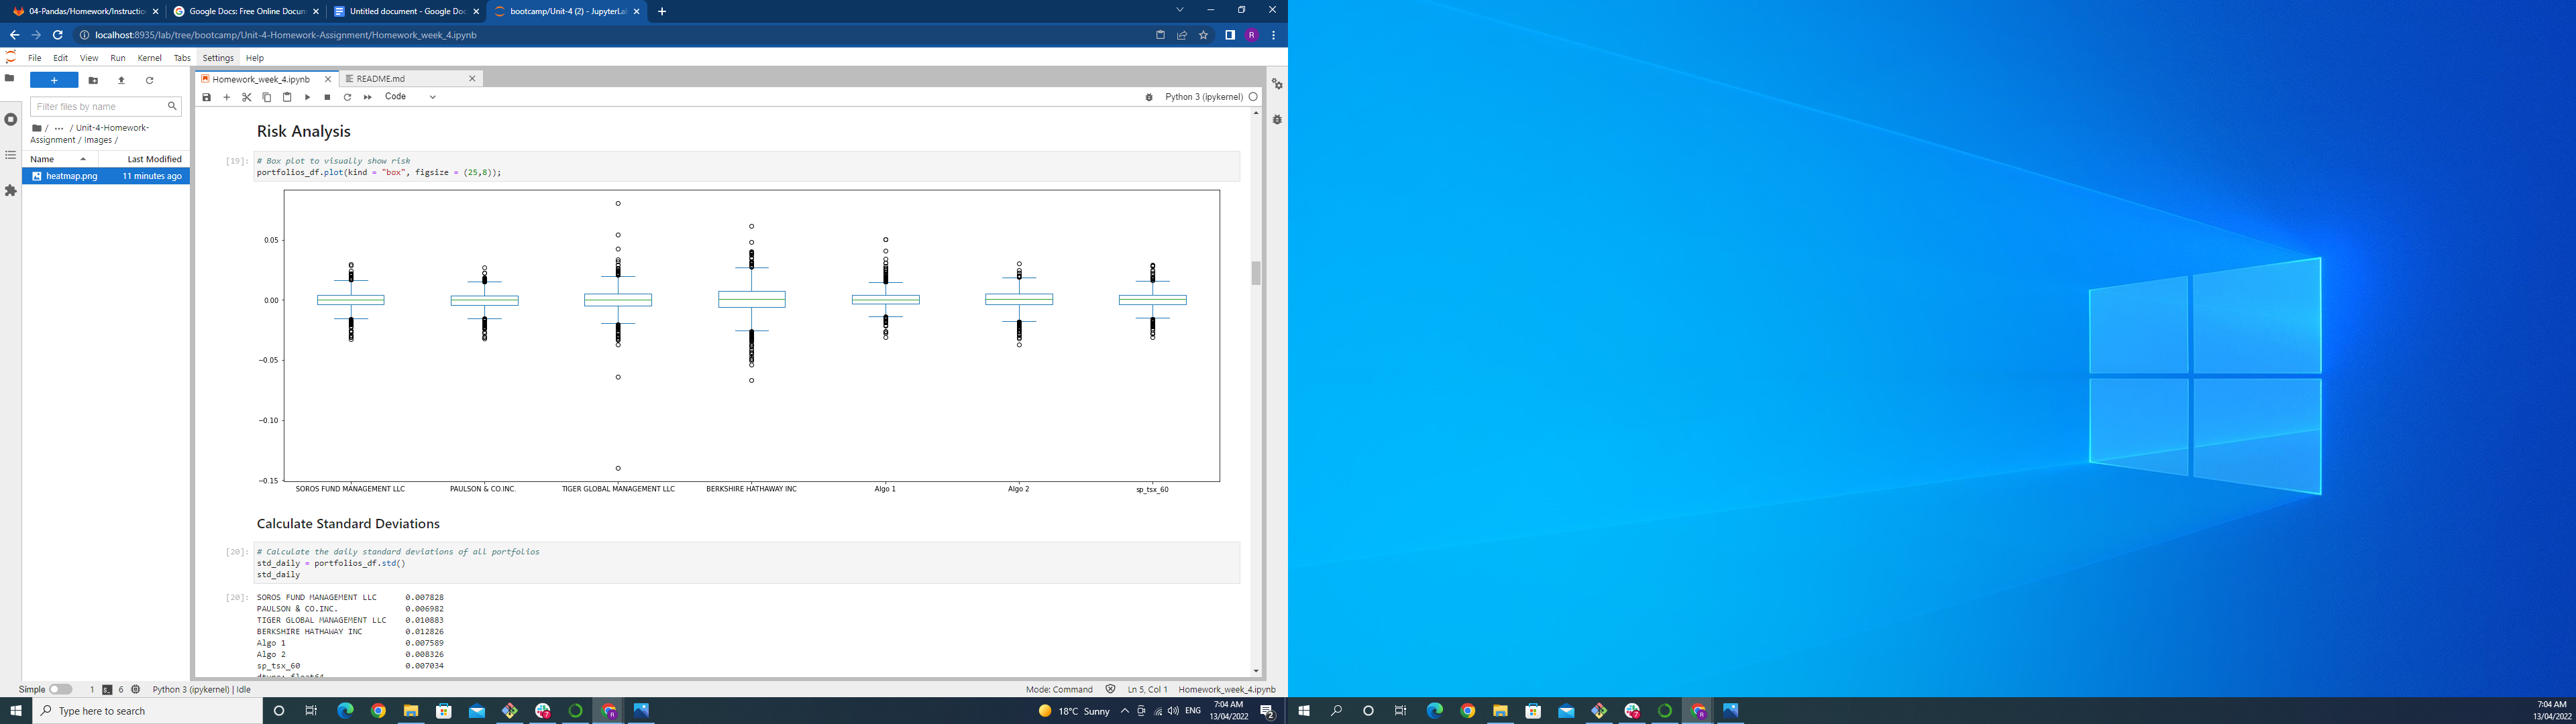 04-Pandas/Homework/Instructio
Google Docs: Free Online Docum
Untitled document - Google Doc
bootcamp/Unit-4 (2) - JupyterLa
localhost:8935/lab/tree/bootcamp/Unit-4-Homework-Assignment/Homework_week_4.ipynb
R
File Edit View Run Kernel Tabs Settings Help
Homework_week_4.ipynb
README.md
Code
Python 3 (ipykernel)
Filter files by name
/ ... / Unit-4-Homework-
Assignment / Images /
Name Last Modified
heatmap.png 11 minutes ago
Risk Analysis
[19]: # Box plot to visually show risk
portfolios_df.plot(kind = "box", figsize = (25,8));
0.05
0.00
−0.05
−0.10
−0.15
SOROS FUND MANAGEMENT LLC PAULSON & CO.INC. TIGER GLOBAL MANAGEMENT LLC BERKSHIRE HATHAWAY INC Algo 1 Algo 2 sp_tsx_60
Calculate Standard Deviations
[20]: # Calculate the daily standard deviations of all portfolios
std_daily = portfolios_df.std()
std_daily
[20]: SOROS FUND MANAGEMENT LLC 0.007828
PAULSON & CO.INC. 0.006982
TIGER GLOBAL MANAGEMENT LLC 0.010883
BERKSHIRE HATHAWAY INC 0.012826
Algo 1 0.007589
Algo 2 0.008326
sp_tsx_60 0.007034
dtype: float64
Simple 1 6 Python 3 (ipykernel) | Idle
Mode: Command Ln 5, Col 1 Homework_week_4.ipynb
Type here to search
18°C Sunny
ENG
7:04 AM
13/04/2022
2
7:04 AM
13/04/2022